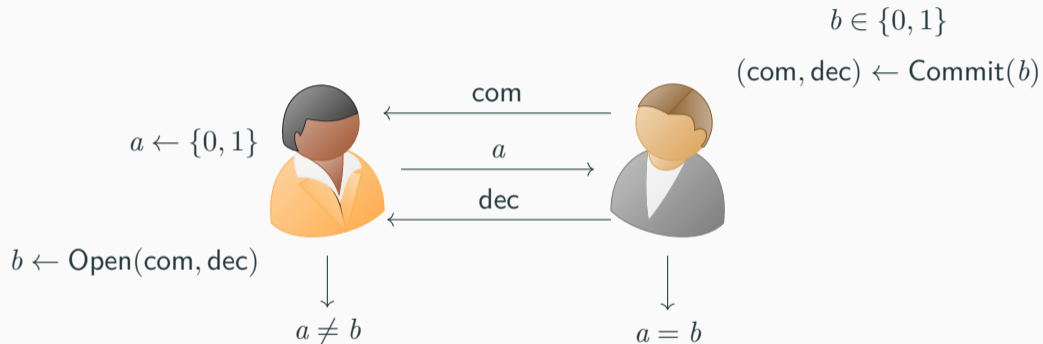 b ∈ {0, 1}
(com, dec) ← Commit(b)
com
a ← {0, 1}
a
dec
b ← Open(com, dec)
a ≠ b
a = b